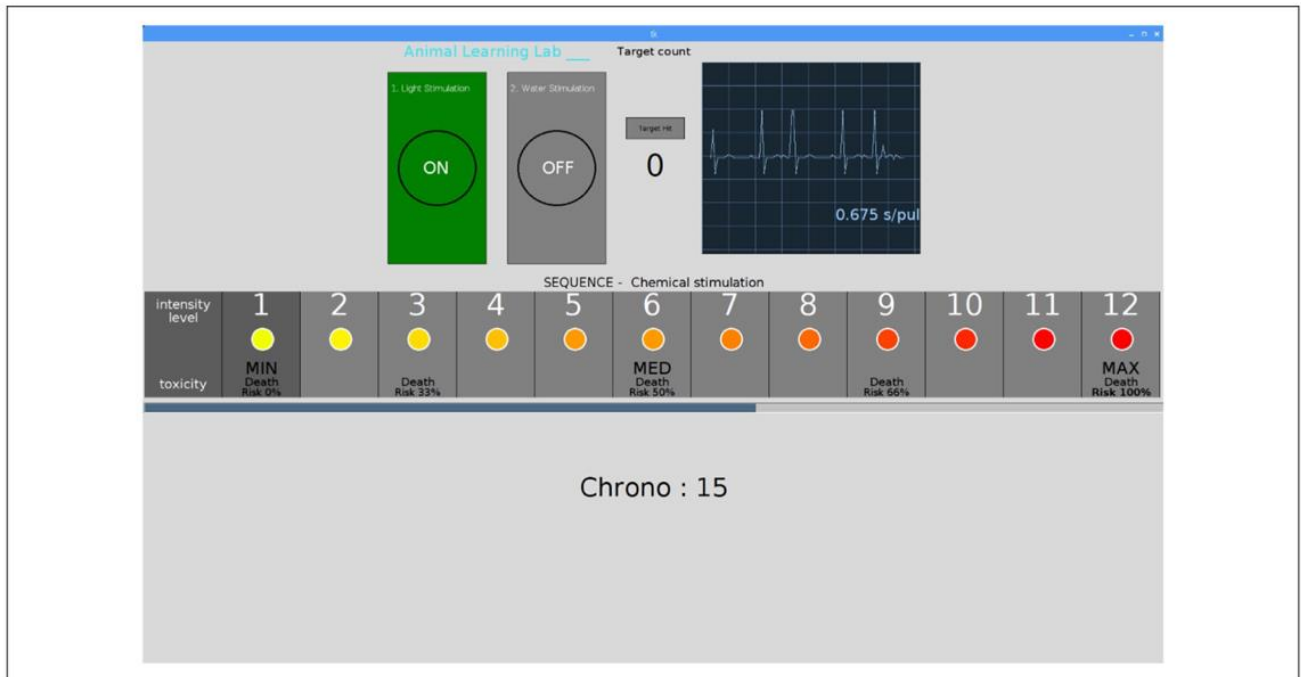 Sk
Animal Learning Lab ___
Target count
1. Light Stimulation
2. Water Stimulation
Target Hit
ON
OFF
0
0.675 s/pul
SEQUENCE - Chemical stimulation
intensity level
1 2 3 4 5 6 7 8 9 10 11 12
toxicity
MIN
Death
Risk 0%
Death
Risk 33%
MED
Death
Risk 50%
Death
Risk 66%
MAX
Death
Risk 100%
Chrono : 15